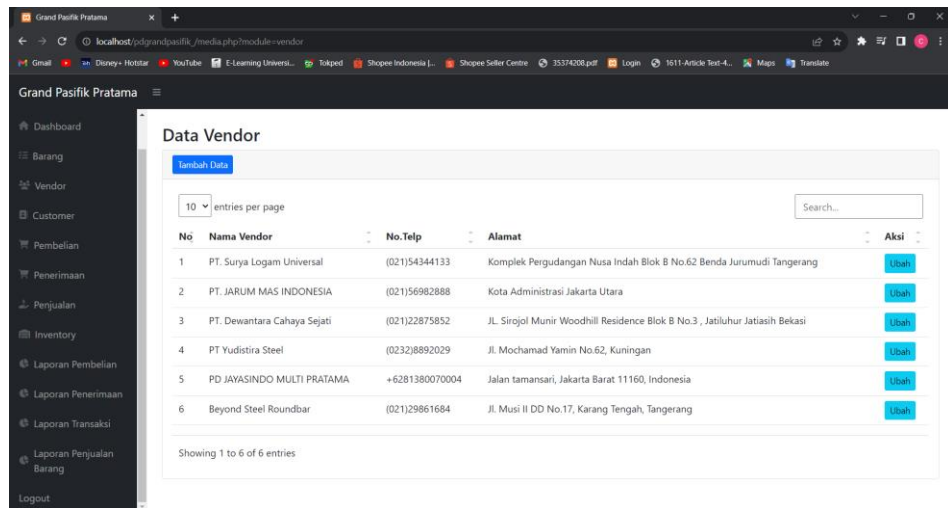 Grand Pasifik Pratama
localhost/pdgrandpasifik_/media.php?module=vendor
Gmail Disney+ Hotstar YouTube E-Learning Universi... Tokped Shopee Indonesia |... Shopee Seller Centre 35374208.pdf Login 1611-Article Text-4... Maps Translate
Grand Pasifik Pratama
Dashboard
Barang
Vendor
Customer
Pembelian
Penerimaan
Penjualan
Inventory
Laporan Pembelian
Laporan Penerimaan
Laporan Transaksi
Laporan Penjualan
Barang
Logout
Data Vendor
Tambah Data
10 entries per page Search...
No Nama Vendor No.Telp Alamat Aksi
1 PT. Surya Logam Universal (021)54344133 Komplek Pergudangan Nusa Indah Blok B No.62 Benda Jurumudi Tangerang Ubah
2 PT. JARUM MAS INDONESIA (021)56982888 Kota Administrasi Jakarta Utara Ubah
3 PT. Dewantara Cahaya Sejati (021)22875852 JL. Sirojol Munir Woodhill Residence Blok B No.3 , Jatiluhur Jatiasih Bekasi Ubah
4 PT Yudistira Steel (0232)8892029 Jl. Mochamad Yamin No.62, Kuningan Ubah
5 PD JAYASINDO MULTI PRATAMA +6281380070004 Jalan tamansari, Jakarta Barat 11160, Indonesia Ubah
6 Beyond Steel Roundbar (021)29861684 Jl. Musi II DD No.17, Karang Tengah, Tangerang Ubah
Showing 1 to 6 of 6 entries